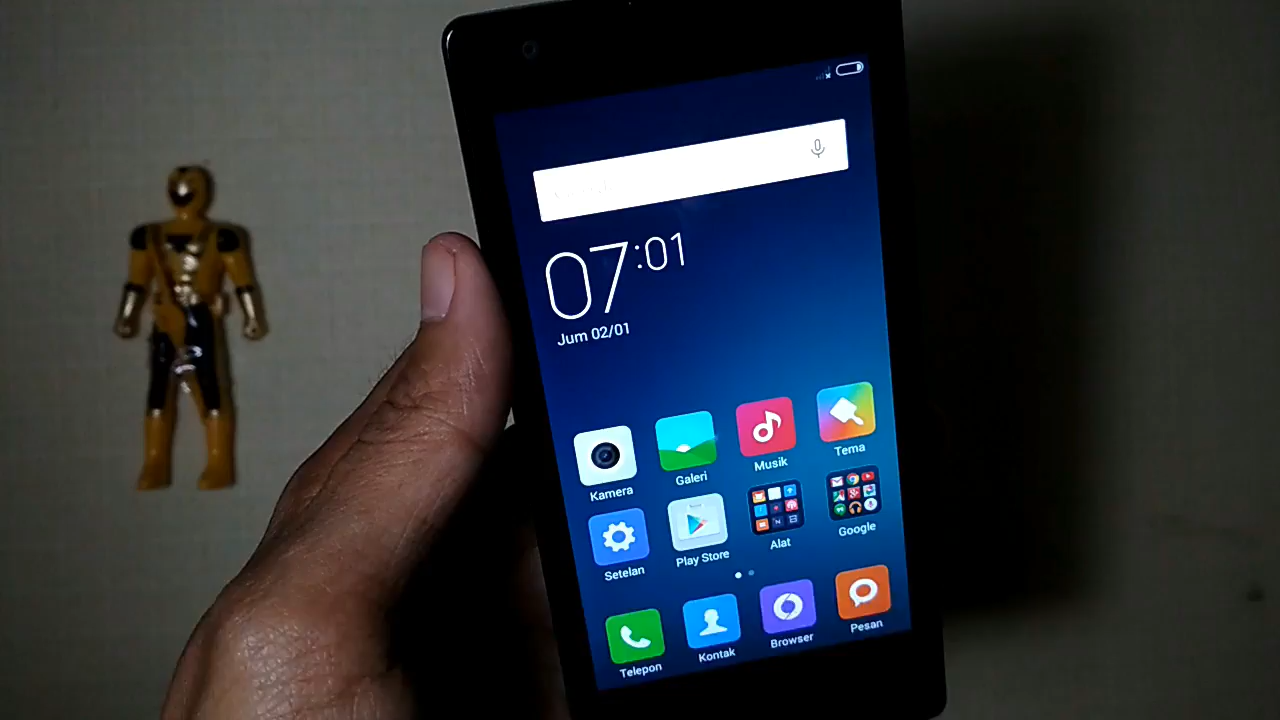 07:01
Jum 02/01
Kamera
Galeri
Musik
Tema
Setelan
Play Store
Alat
Google
Telepon
Kontak
Browser
Pesan